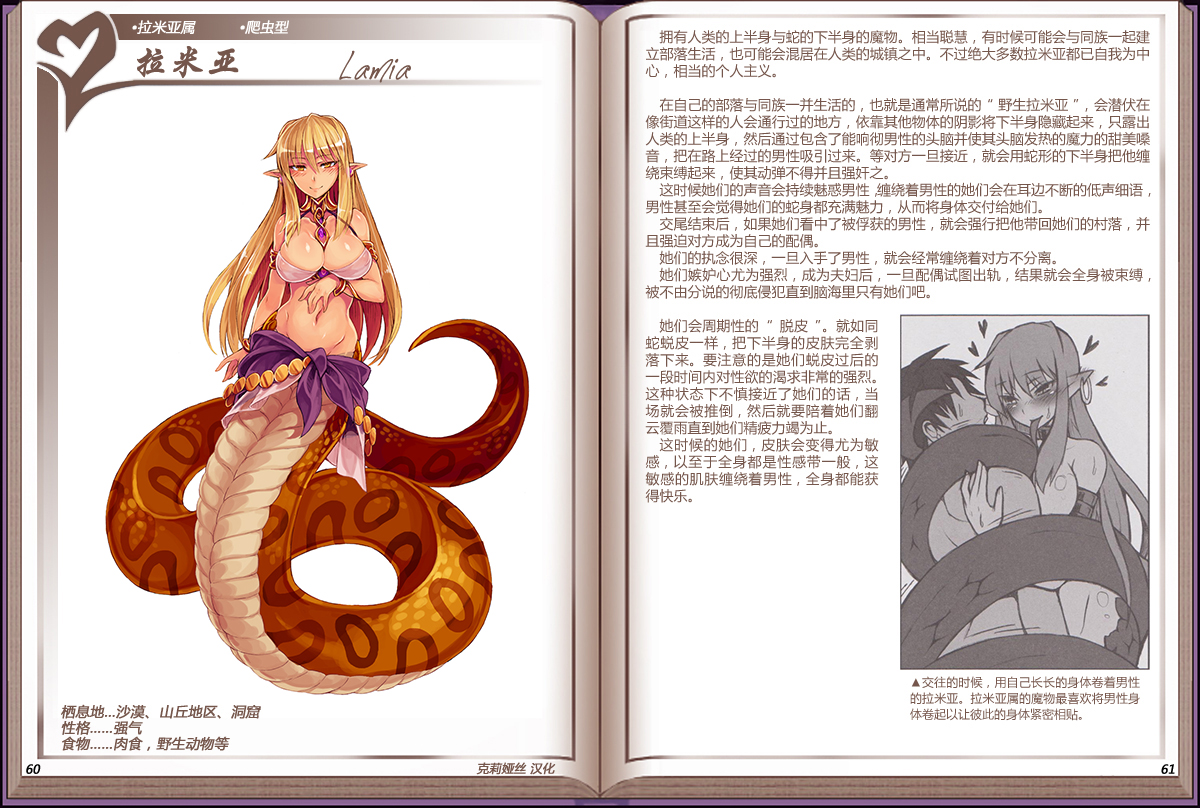 •拉米亚属 •爬虫型
拉米亚 Lamia
栖息地...沙漠、山丘地区、洞窟
性格......强气
食物......肉食，野生动物等
60
克莉娅丝 汉化
拥有人类的上半身与蛇的下半身的魔物。相当聪慧，有时候可能会与同族一起建
立部落生活，也可能会混居在人类的城镇之中。不过绝大多数拉米亚都已自我为中
心，相当的个人主义。
在自己的部落与同族一并生活的，也就是通常所说的＂野生拉米亚＂，会潜伏在
像街道这样的人会通行过的地方，依靠其他物体的阴影将下半身隐藏起来，只露出
人类的上半身，然后通过包含了能响彻男性的头脑并使其头脑发热的魔力的甜美嗓
音，把在路上经过的男性吸引过来。等对方一旦接近，就会用蛇形的下半身把他缠
绕束缚起来，使其动弹不得并且强奸之。
这时候她们的声音会持续魅惑男性，缠绕着男性的她们会在耳边不断的低声细语，
男性甚至会觉得她们的蛇身都充满魅力，从而将身体交付给她们。
交尾结束后，如果她们看中了被俘获的男性，就会强行把他带回她们的村落，并
且强迫对方成为自己的配偶。
她们的执念很深，一旦入手了男性，就会经常缠绕着对方不分离。
她们嫉妒心尤为强烈，成为夫妇后，一旦配偶试图出轨，结果就会全身被束缚，
被不由分说的彻底侵犯直到脑海里只有她们吧。
她们会周期性的＂脱皮＂。就如同
蛇蜕皮一样，把下半身的皮肤完全剥
落下来。要注意的是她们蜕皮过后的
一段时间内对性欲的渴求非常的强烈。
这种状态下不慎接近了她们的话，当
场就会被推倒，然后就要陪着她们翻
云覆雨直到她们精疲力竭为止。
这时候的她们，皮肤会变得尤为敏
感，以至于全身都是性感带一般，这
敏感的肌肤缠绕着男性，全身都能获
得快乐。
▲交往的时候，用自己长长的身体卷着男性
的拉米亚。拉米亚属的魔物最喜欢将男性身
体卷起以让彼此的身体紧密相贴。
61